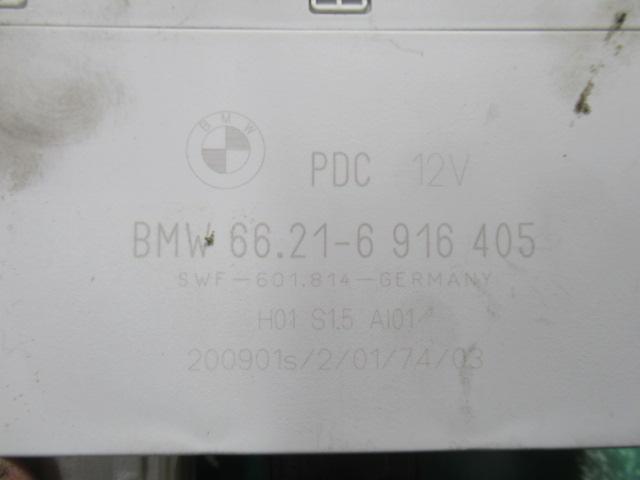 BMW
PDC 12V
BMW 66.21-6 916 405
SWF-601.814-GERMANY
H01 S1.5 AI01
200901s/2/01/74/03